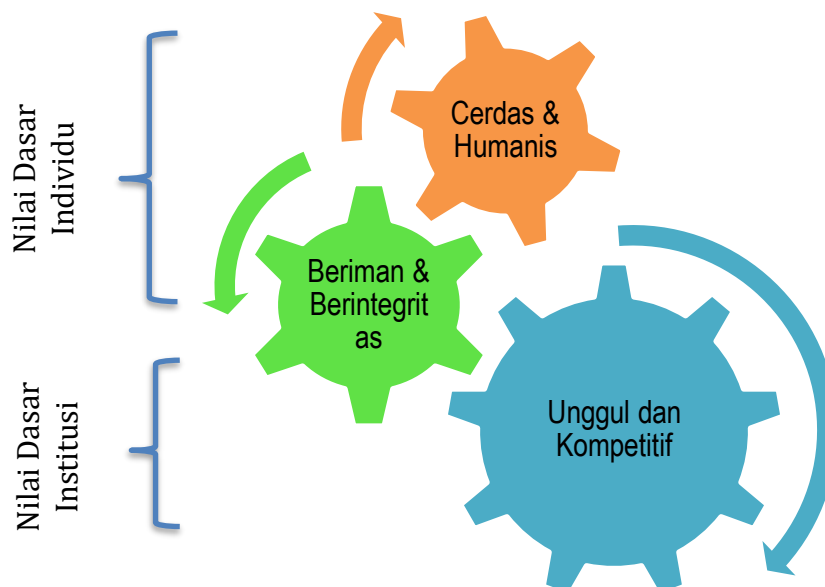 Nilai Dasar
Individu
Cerdas &
Humanis
Beriman &
Berintegrit
as
Nilai Dasar
Institusi
Unggul dan
Kompetitif